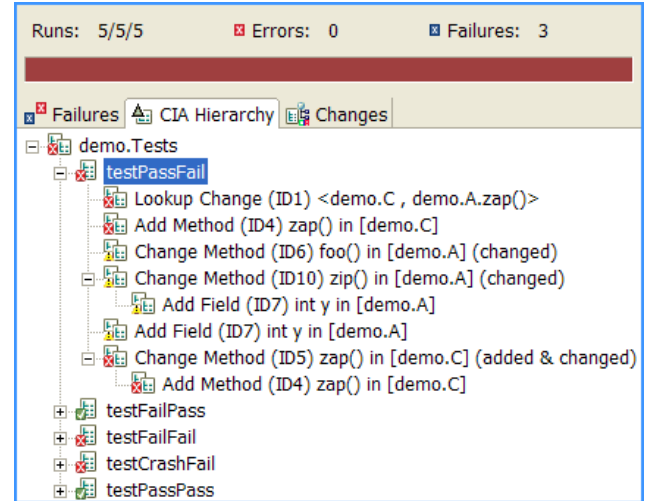 Runs: 5/5/5 Errors: 0 Failures: 3
Failures CIA Hierarchy Changes
demo.Tests
testPassFail
Lookup Change (ID1) <demo.C , demo.A.zap()>
Add Method (ID4) zap() in [demo.C]
Change Method (ID6) foo() in [demo.A] (changed)
Change Method (ID10) zip() in [demo.A] (changed)
Add Field (ID7) int y in [demo.A]
Add Field (ID7) int y in [demo.A]
Change Method (ID5) zap() in [demo.C] (added & changed)
Add Method (ID4) zap() in [demo.C]
testFailPass
testFailFail
testCrashFail
testPassPass